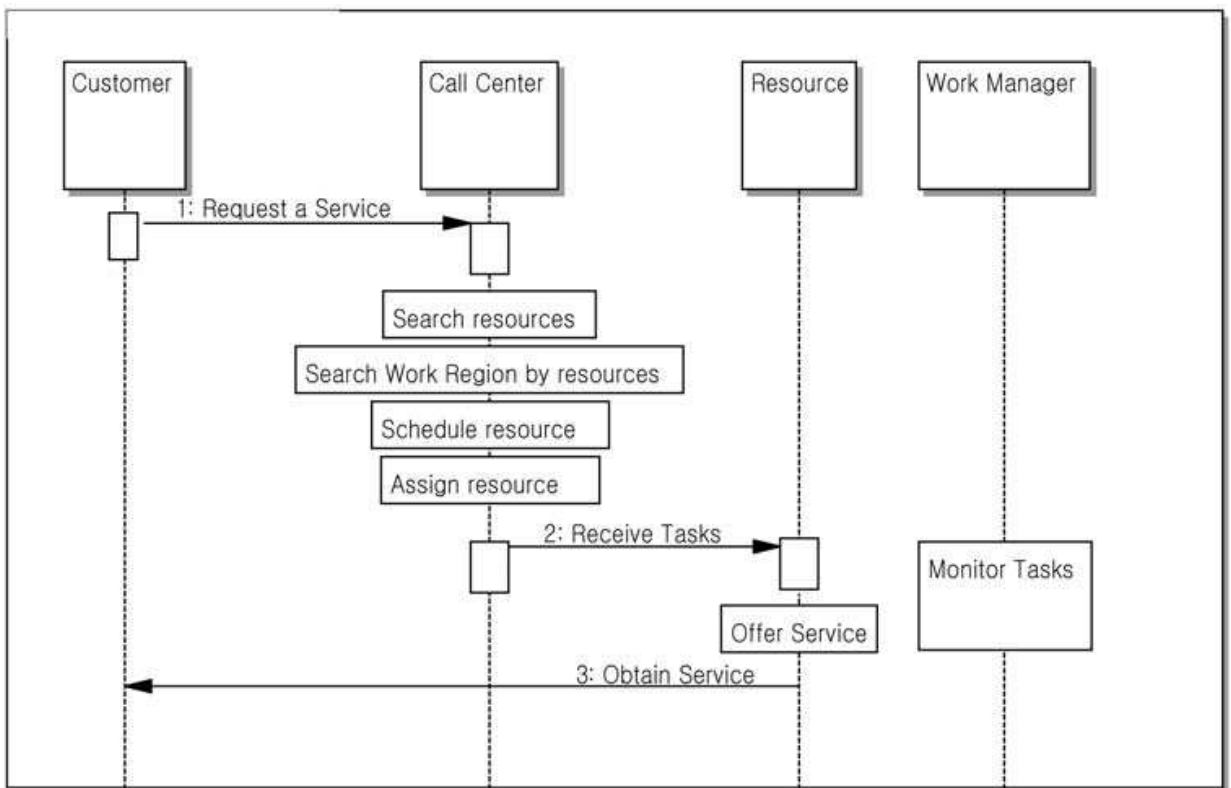 Customer
Call Center
Resource
Work Manager
1: Request a Service
Search resources
Search Work Region by resources
Schedule resource
Assign resource
2: Receive Tasks
Monitor Tasks
Offer Service
3: Obtain Service